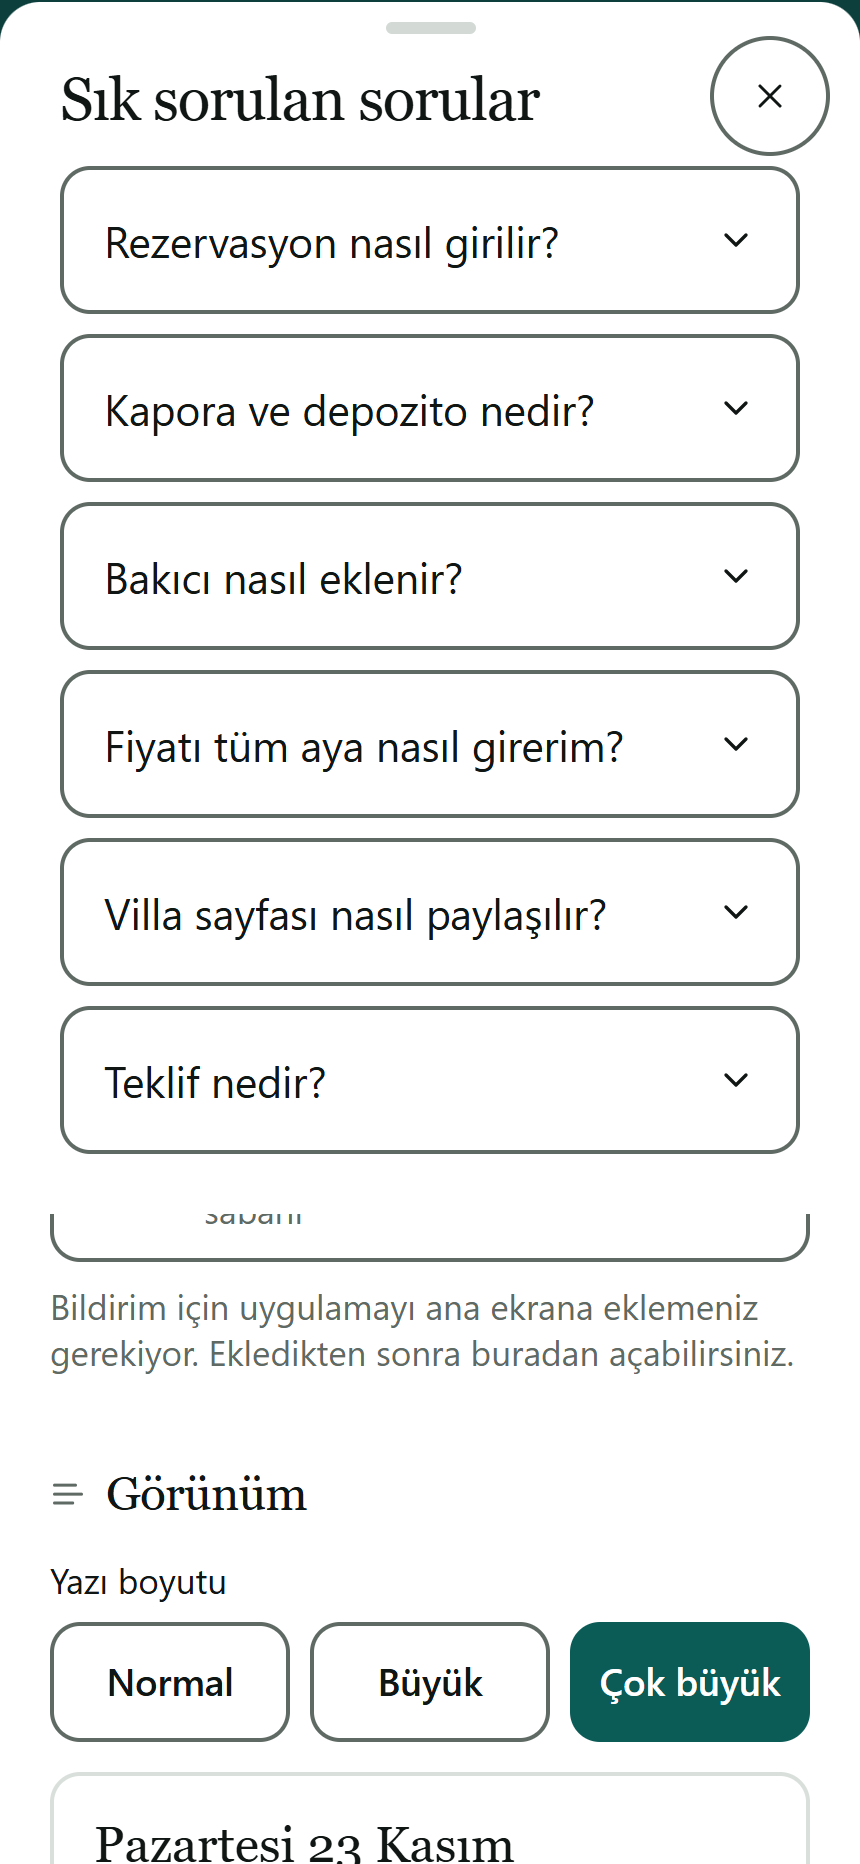 Sık sorulan sorular
Rezervasyon nasıl girilir?
Kapora ve depozito nedir?
Bakıcı nasıl eklenir?
Fiyatı tüm aya nasıl girerim?
Villa sayfası nasıl paylaşılır?
Teklif nedir?
Bildirim için uygulamayı ana ekrana eklemeniz
gerekiyor. Ekledikten sonra buradan açabilirsiniz.
Görünüm
Yazı boyutu
Normal
Büyük
Çok büyük
Pazartesi 23 Kasım